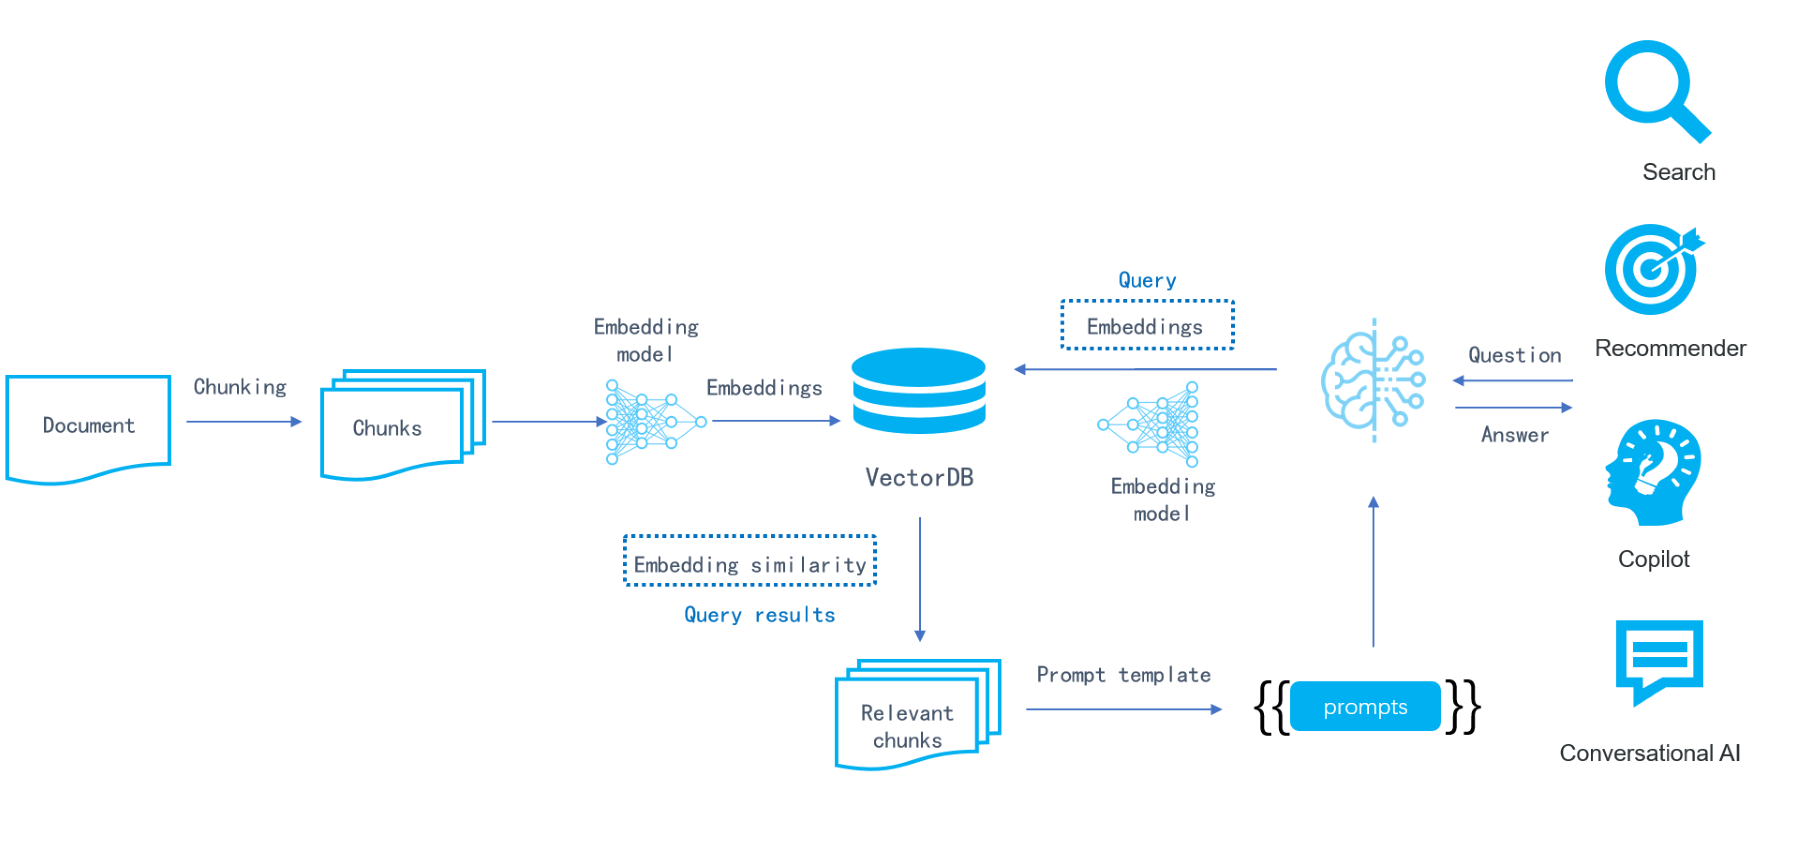 Search
Recommender
Copilot
Conversational AI
Document
Chunking
Chunks
Embedding
model
Embeddings
VectorDB
Query
Embeddings
Embedding
model
Question
Answer
Embedding similarity
Query results
Relevant
chunks
Prompt template
{{ prompts }}